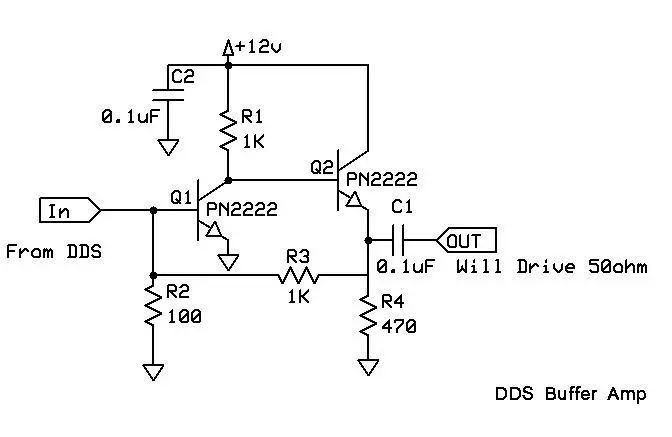 +12v
C2
0.1uF
R1
1K
Q2
PN2222
Q1
PN2222
In
From DDS
C1
OUT
0.1uF
Will Drive 50ohm
R3
1K
R2
100
R4
470
DDS Buffer Amp